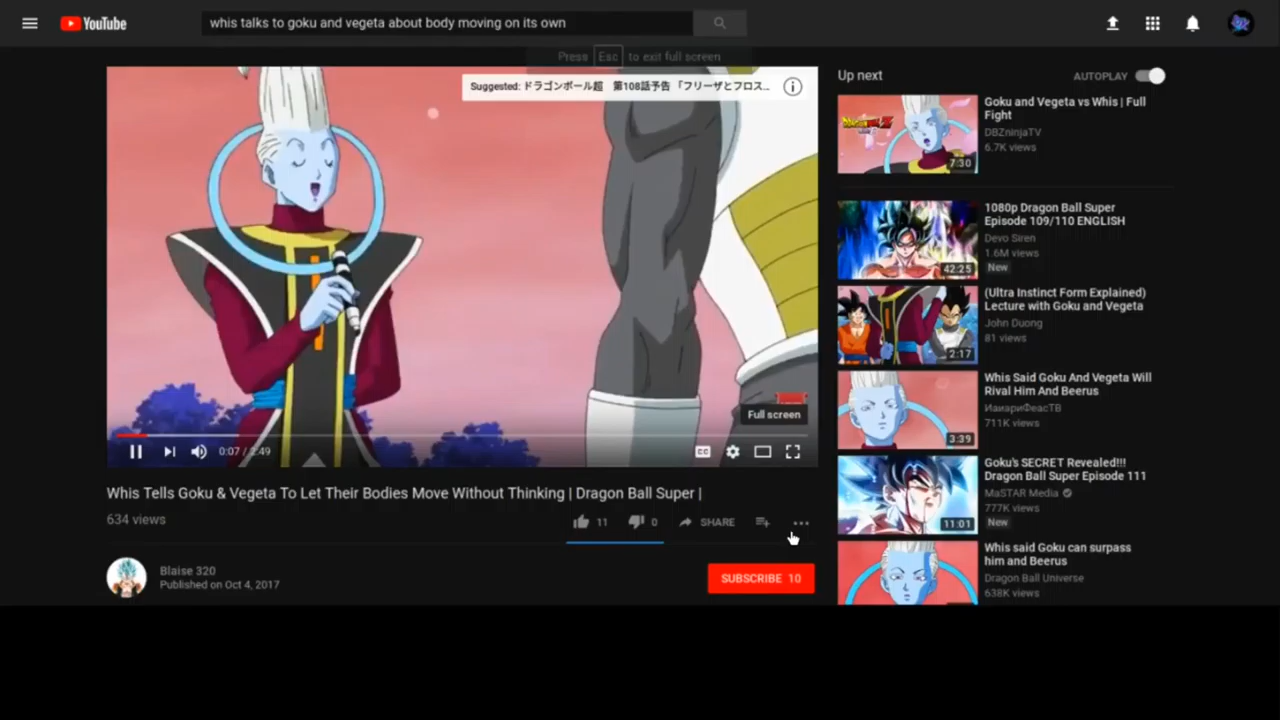 YouTube
whis talks to goku and vegeta about body moving on its own
Press Esc to exit full screen
Suggested: ドラゴンボール超 第108話予告 「フリーザとフロス...
Full screen
0:07 / 2:49
CC
Whis Tells Goku & Vegeta To Let Their Bodies Move Without Thinking | Dragon Ball Super |
634 views
11
0
SHARE
Blaise 320
Published on Oct 4, 2017
SUBSCRIBE 10
Up next
AUTOPLAY
7:30
Goku and Vegeta vs Whis | Full
Fight
DBZninjaTV
6.7K views
42:25
1080p Dragon Ball Super
Episode 109/110 ENGLISH
Devo Siren
1.6M views
New
2:17
(Ultra Instinct Form Explained)
Lecture with Goku and Vegeta
John Duong
81 views
3:39
Whis Said Goku And Vegeta Will
Rival Him And Beerus
711K views
11:01
Goku's SECRET Revealed!!!
Dragon Ball Super Episode 111
MaSTAR Media
777K views
New
Whis said Goku can surpass
him and Beerus
Dragon Ball Universe
638K views